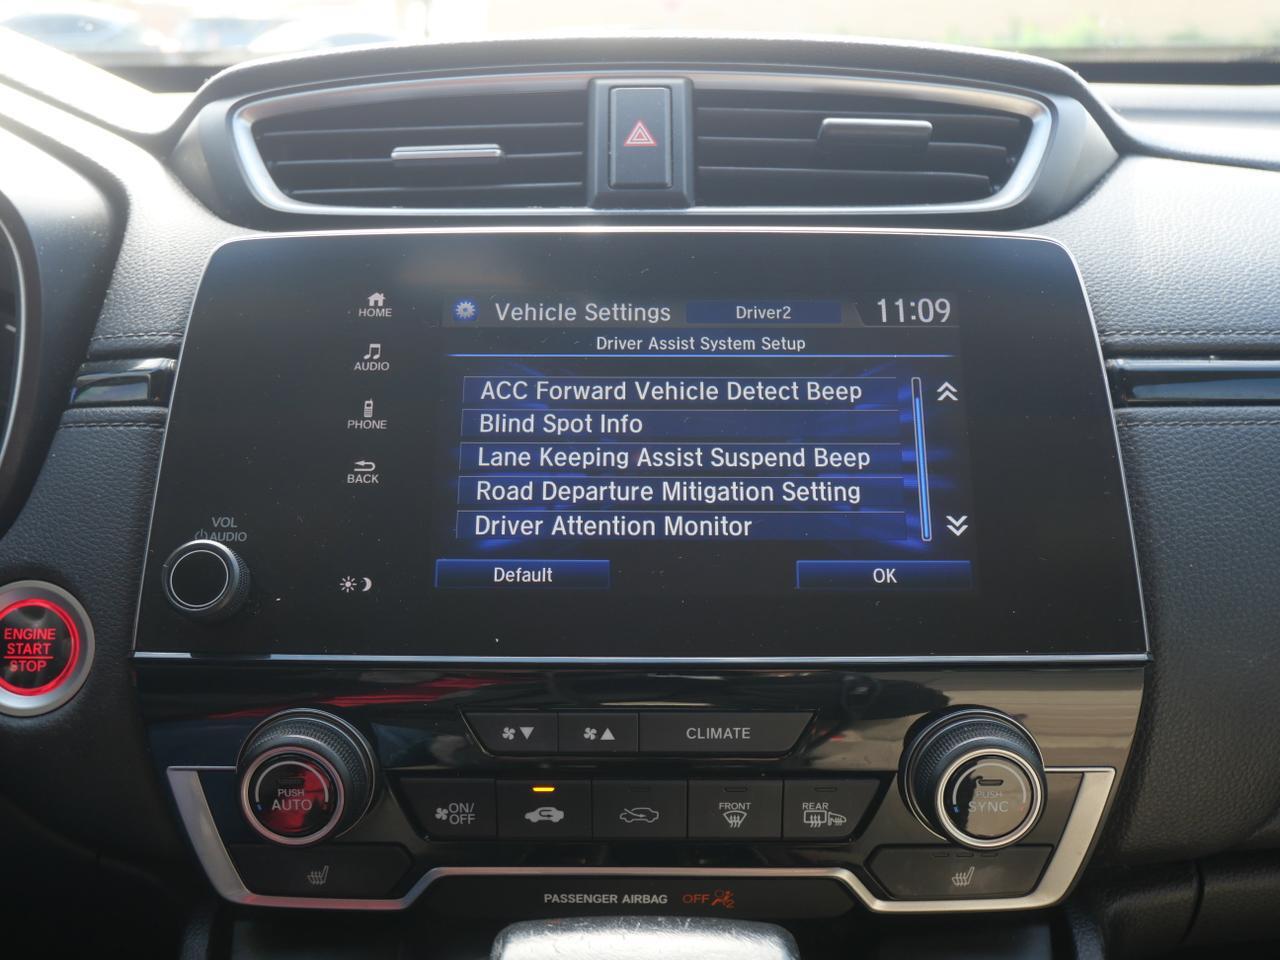 HOME
AUDIO
PHONE
BACK
Vehicle Settings
Driver2
11:09
Driver Assist System Setup
ACC Forward Vehicle Detect Beep
Blind Spot Info
Lane Keeping Assist Suspend Beep
Road Departure Mitigation Setting
Driver Attention Monitor
Default
OK
VOL
AUDIO
ENGINE
START
STOP
CLIMATE
PUSH
AUTO
ON/
OFF
FRONT
REAR
PUSH
SYNC
PASSENGER AIRBAG OFF